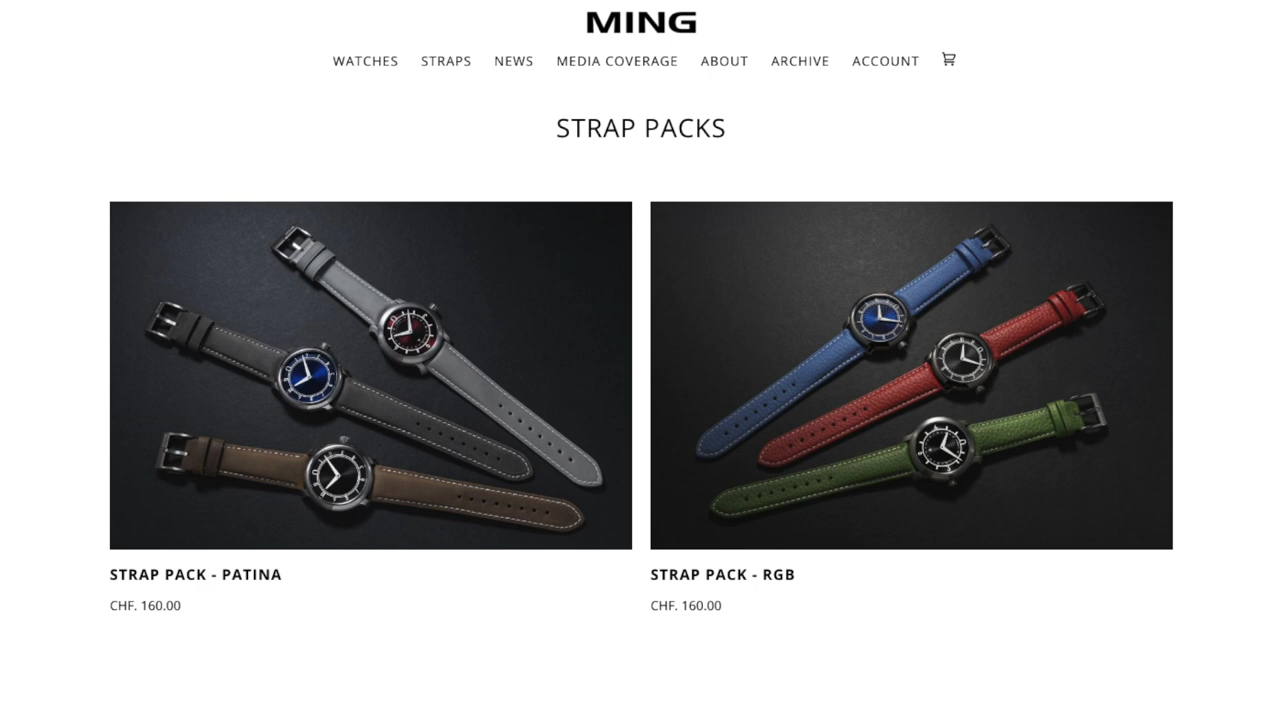 MING
WATCHES STRAPS NEWS MEDIA COVERAGE ABOUT ARCHIVE ACCOUNT
STRAP PACKS
STRAP PACK - PATINA
CHF. 160.00
STRAP PACK - RGB
CHF. 160.00